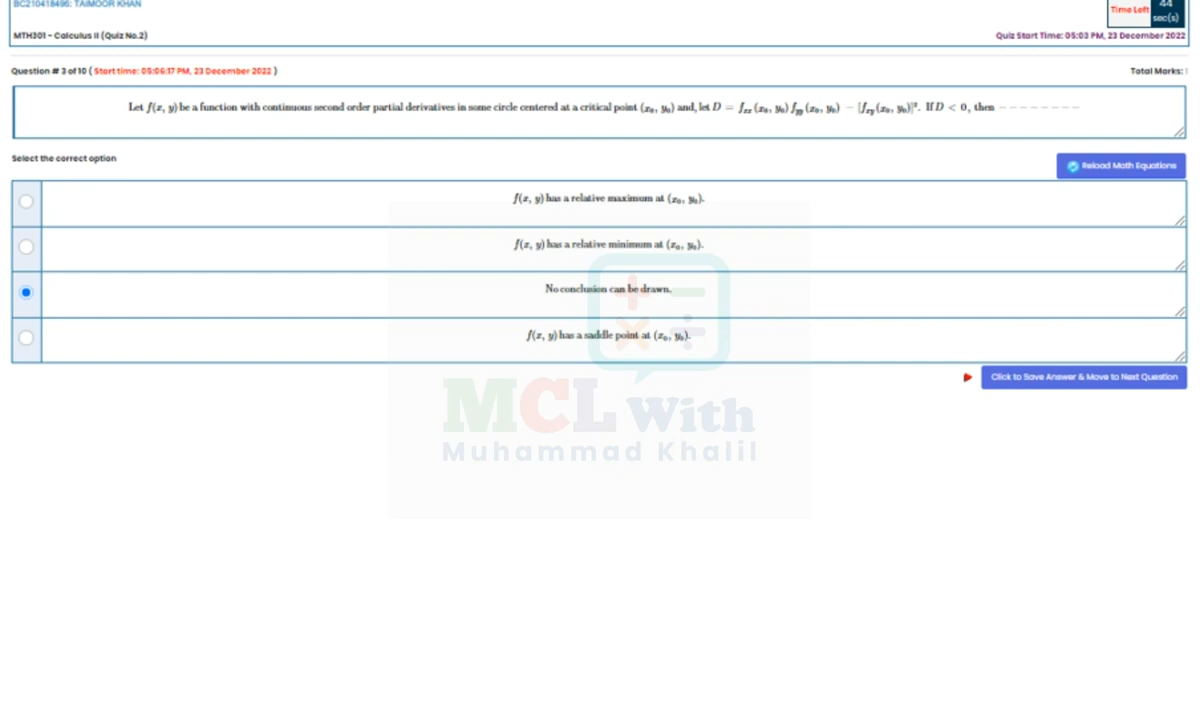 BC210418496: TAIMOOR KHAN
Time Left 44 sec(s)
MTH301 - Calculus II (Quiz No.2)
Quiz Start Time: 05:03 PM, 23 December 2022
Question # 3 of 10 ( Start time: 05:06:17 PM, 23 December 2022 )
Total Marks: 1
Let f(x, y) be a function with continuous second order partial derivatives in some circle centered at a critical point (x₀, y₀) and, let D = fₓₓ(x₀, y₀) f_yy(x₀, y₀) − [f_xy(x₀, y₀)]². If D < 0, then − − − − − − − −
Select the correct option
Reload Math Equations
f(x, y) has a relative maximum at (x₀, y₀).
f(x, y) has a relative minimum at (x₀, y₀).
No conclusion can be drawn.
f(x, y) has a saddle point at (x₀, y₀).
Click to Save Answer & Move to Next Question
MCL With
Muhammad Khalil